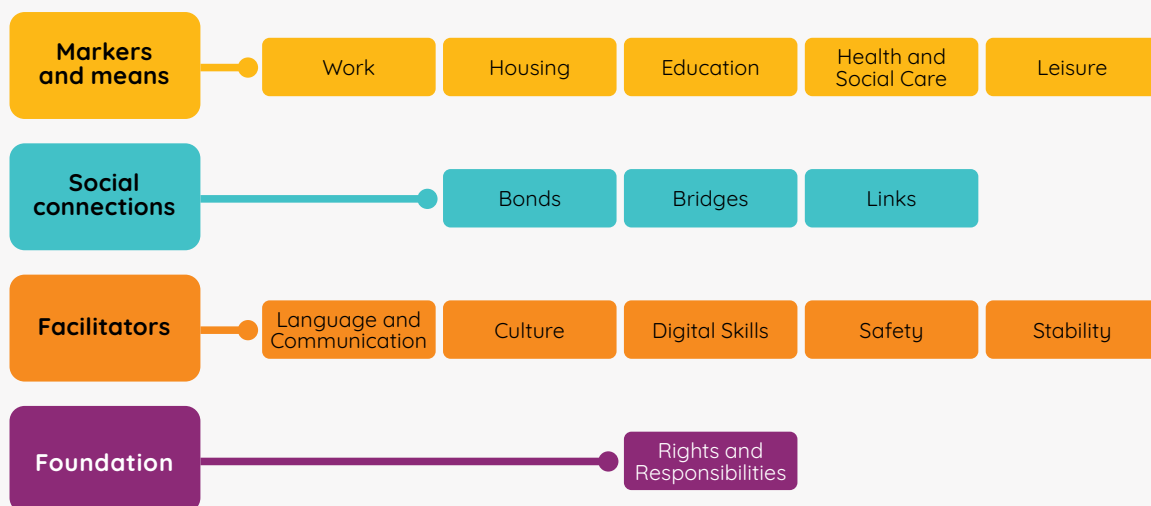 Markers
and means
Work
Housing
Education
Health and
Social Care
Leisure
Social
connections
Bonds
Bridges
Links
Facilitators
Language and
Communication
Culture
Digital Skills
Safety
Stability
Foundation
Rights and
Responsibilities